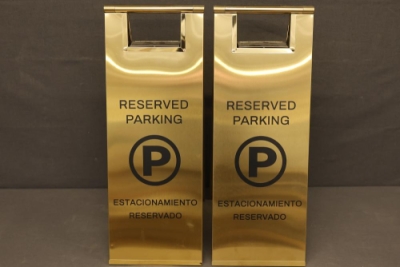 RESERVED
PARKING
P
ESTACIONAMIENTO
RESERVADO
RESERVED
PARKING
P
ESTACIONAMIENTO
RESERVADO